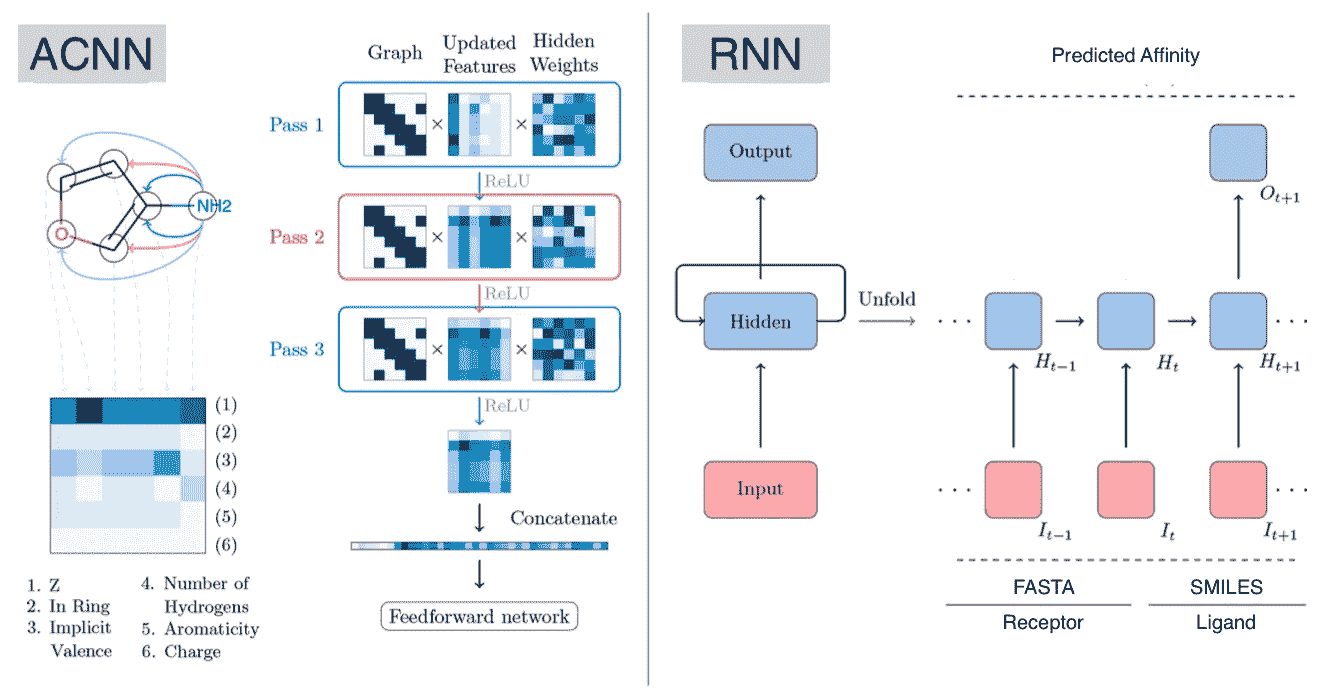 ACNN
Graph
Updated
Features
Hidden
Weights
Pass 1
ReLU
Pass 2
ReLU
Pass 3
ReLU
Concatenate
Feedforward network
NH2
O
(1)
(2)
(3)
(4)
(5)
(6)
1. Z
2. In Ring
3. Implicit
Valence
4. Number of
Hydrogens
5. Aromaticity
6. Charge
RNN
Predicted Affinity
Output
Hidden
Input
Unfold
O_{t+1}
H_{t−1}
H_t
H_{t+1}
I_{t−1}
I_t
I_{t+1}
FASTA
Receptor
SMILES
Ligand